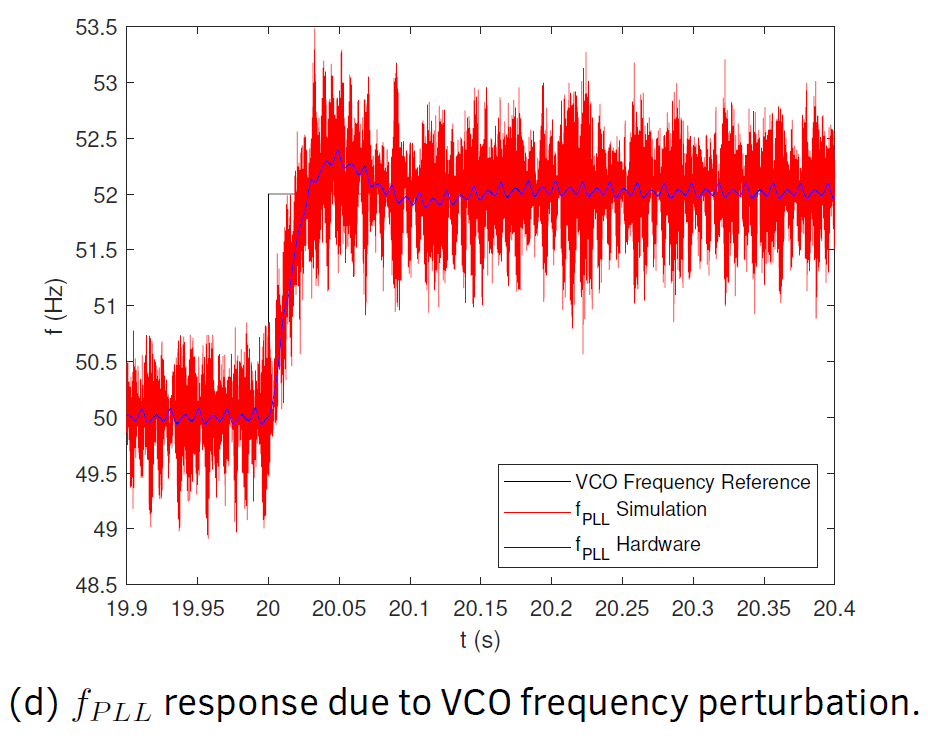 53.5
53
52.5
52
51.5
51
50.5
50
49.5
49
48.5
f (Hz)
VCO Frequency Reference
f_PLL Simulation
f_PLL Hardware
19.9 19.95 20 20.05 20.1 20.15 20.2 20.25 20.3 20.35 20.4
t (s)
(d) f_PLL response due to VCO frequency perturbation.